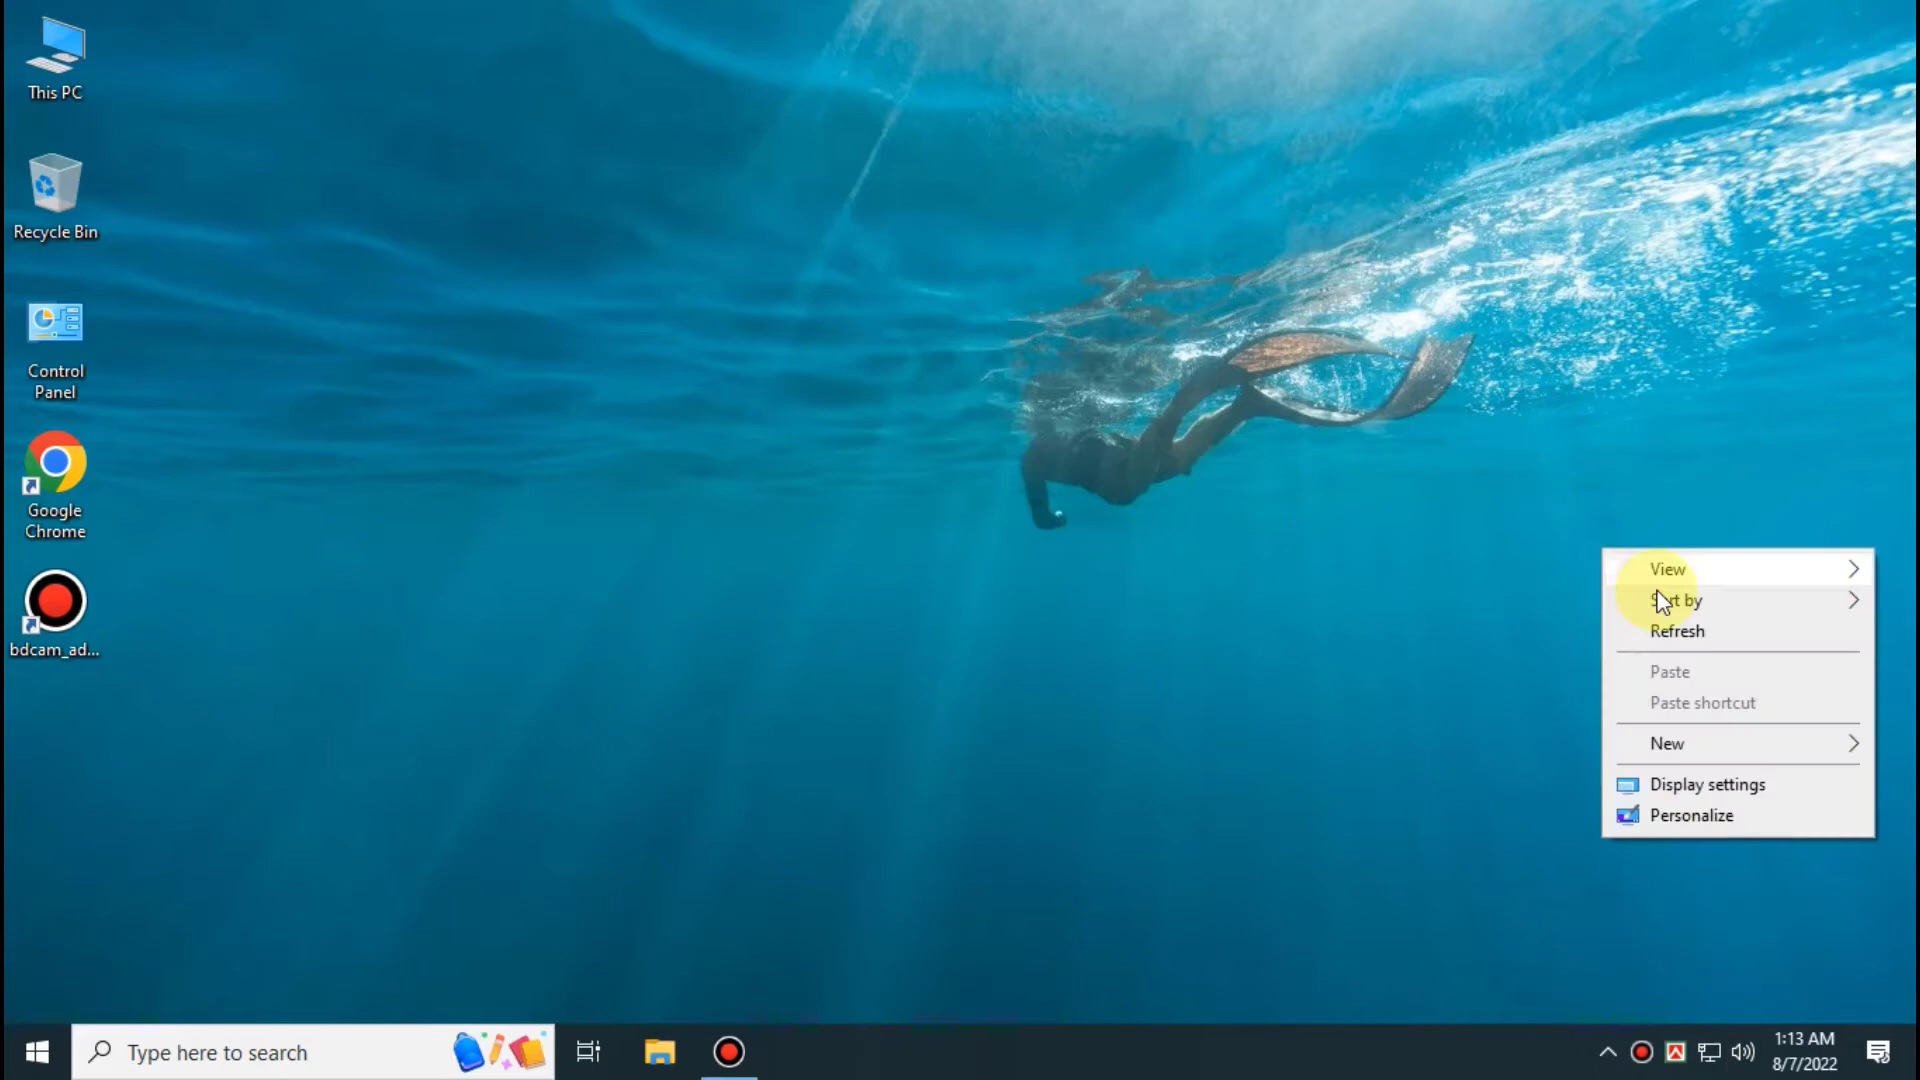 This PC
Recycle Bin
Control
Panel
Google
Chrome
bdcam_ad...
View
Sort by
Refresh
Paste
Paste shortcut
New
Display settings
Personalize
Type here to search
1:13 AM
8/7/2022